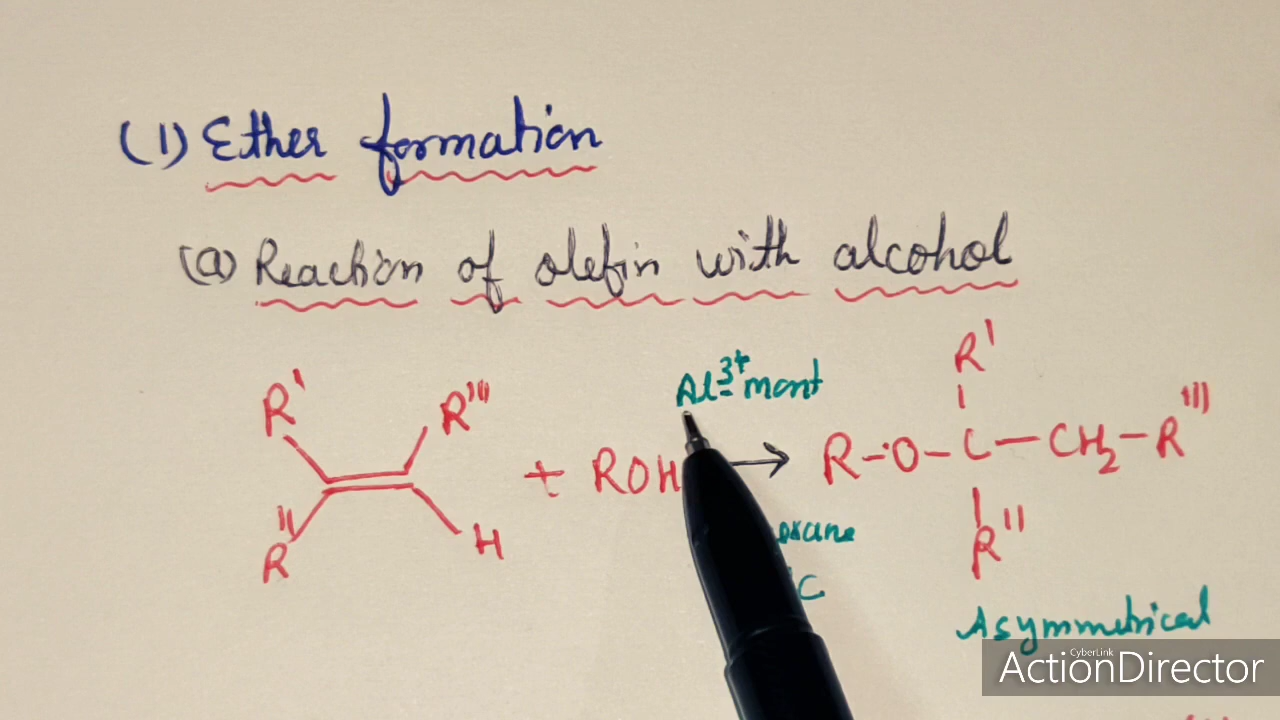 (1) Ether formation
(a) Reaction of olefin with alcohol
R' R''' Al3+ mont R'
+ ROH R-O-C-CH2-R'''
R'' H R''
Asymmetrical
CyberLink
ActionDirector